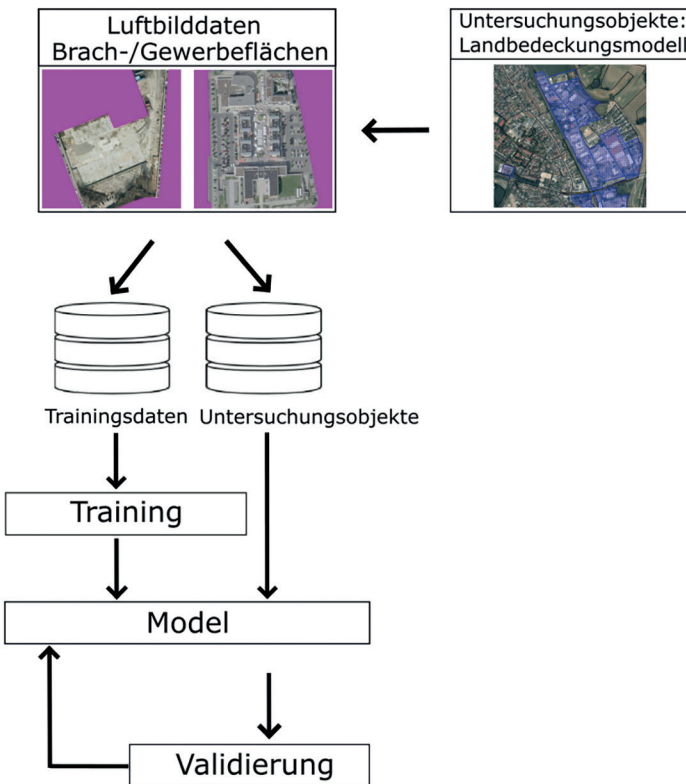 Luftbilddaten
Brach-/Gewerbeflächen
Untersuchungsobjekte:
Landbedeckungsmodell
Trainingsdaten
Untersuchungsobjekte
Training
Model
Validierung